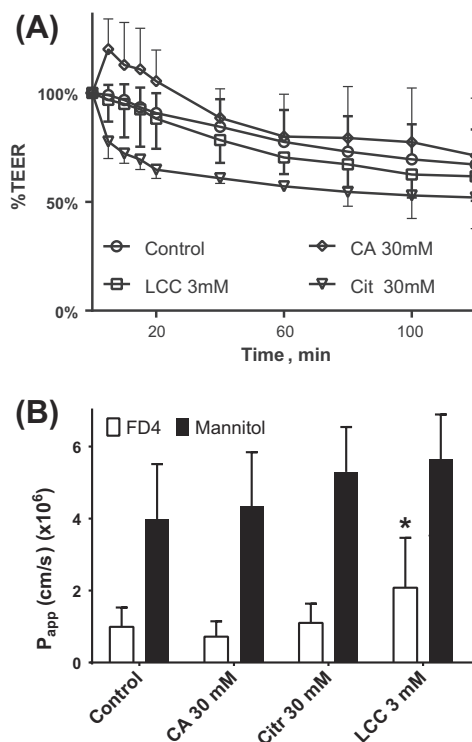 (A)
100%
50%
0%
%TEER
Control
CA 30mM
LCC 3mM
Cit 30mM
20
60
100
Time , min
(B)
FD4
Mannitol
6
4
2
0
Papp (cm/s) (x10⁶)
*
Control
CA 30 mM
Citr 30 mM
LCC 3 mM